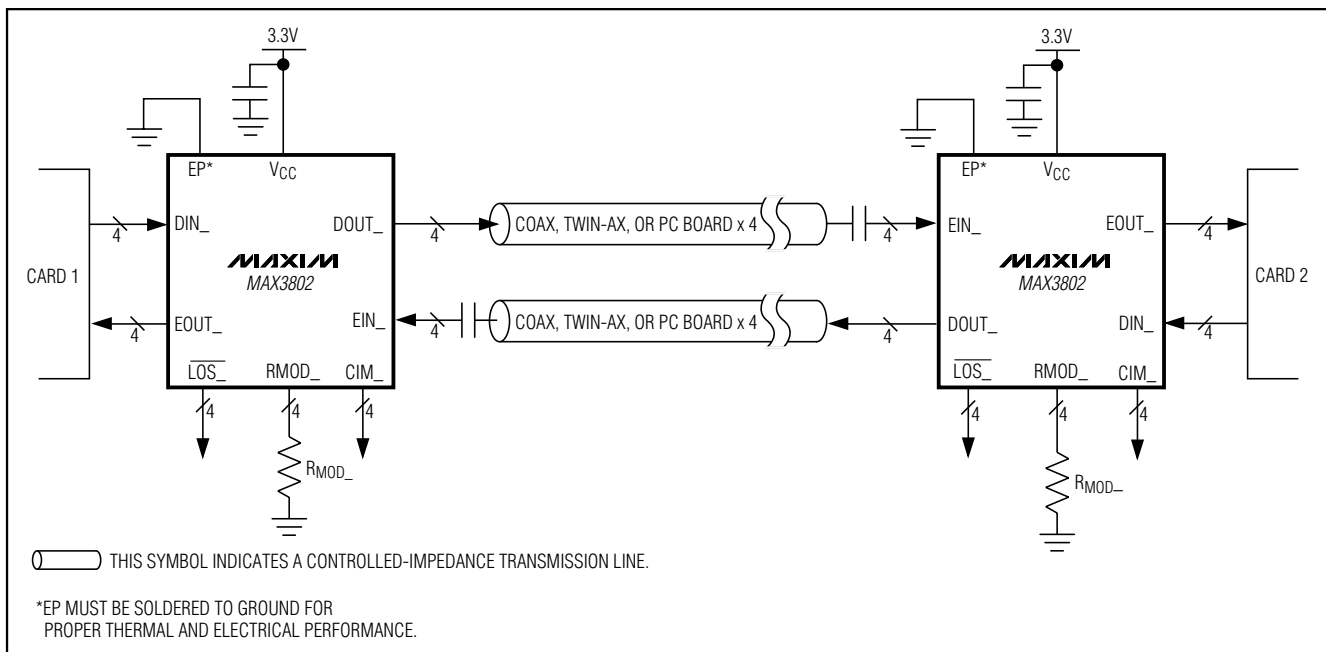 3.3V
3.3V
EP*
VCC
EP*
VCC
DIN_
4
DOUT_
4
COAX, TWIN-AX, OR PC BOARD x 4
4
EIN_
EOUT_
4
CARD 1
MAXIM
MAX3802
MAXIM
MAX3802
CARD 2
4
EOUT_
EIN_
4
COAX, TWIN-AX, OR PC BOARD x 4
4
DOUT_
DIN_
4
LOS_
RMOD_
CIM_
LOS_
RMOD_
CIM_
4
4
4
4
4
4
RMOD_
RMOD_
THIS SYMBOL INDICATES A CONTROLLED-IMPEDANCE TRANSMISSION LINE.
*EP MUST BE SOLDERED TO GROUND FOR
PROPER THERMAL AND ELECTRICAL PERFORMANCE.